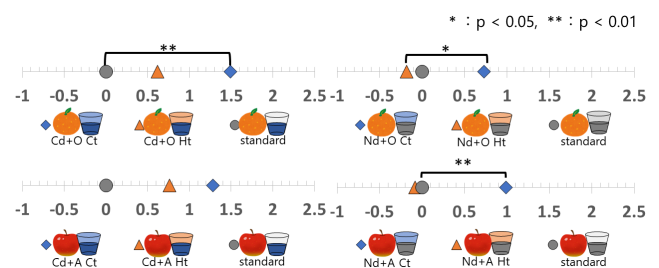 * : p < 0.05, ** : p < 0.01
**
-1 -0.5 0 0.5 1 1.5 2 2.5
Cd+O Ct Cd+O Ht standard
*
-1 -0.5 0 0.5 1 1.5 2 2.5
Nd+O Ct Nd+O Ht standard
-1 -0.5 0 0.5 1 1.5 2 2.5
Cd+A Ct Cd+A Ht standard
**
-1 -0.5 0 0.5 1 1.5 2 2.5
Nd+A Ct Nd+A Ht standard